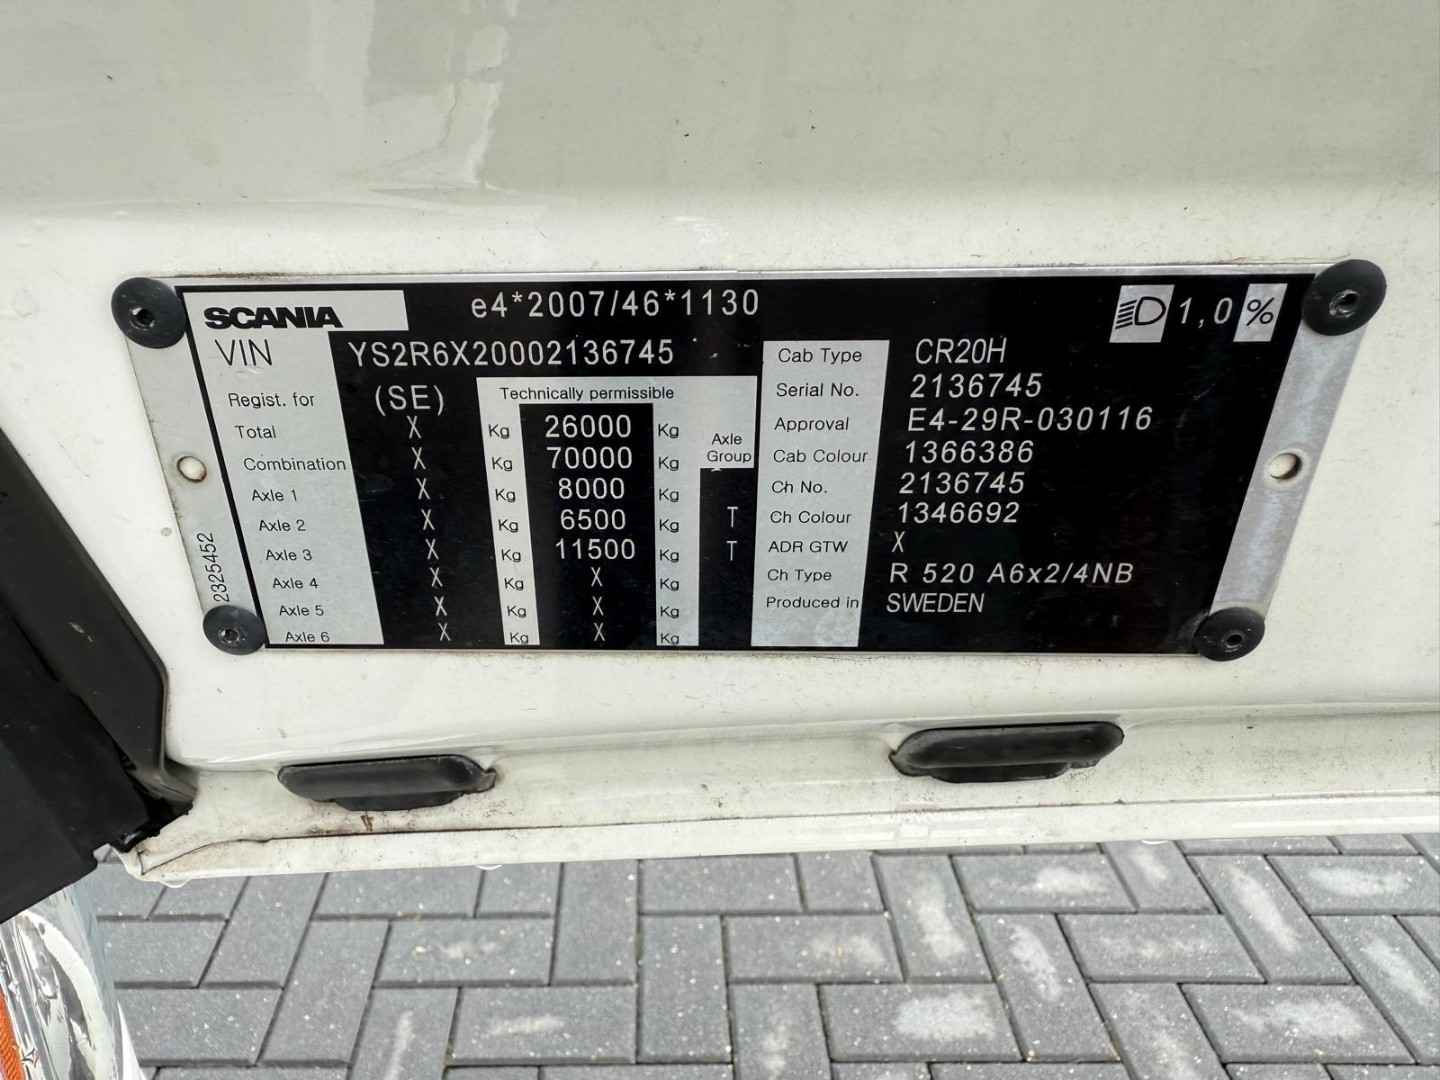 SCANIA e4*2007/46*1130 1,0 %
VIN YS2R6X20002136745
Regist. for (SE) Technically permissible
Total X Kg 26000 Kg
Combination X Kg 70000 Kg Axle Group
Axle 1 X Kg 8000 Kg
Axle 2 X Kg 6500 Kg T
Axle 3 X Kg 11500 Kg T
Axle 4 X Kg X Kg
Axle 5 X Kg X Kg
Axle 6 X Kg X Kg
Cab Type CR20H
Serial No. 2136745
Approval E4-29R-030116
Cab Colour 1366386
Ch No. 2136745
Ch Colour 1346692
ADR GTW X
Ch Type R 520 A6x2/4NB
Produced in SWEDEN
2325452